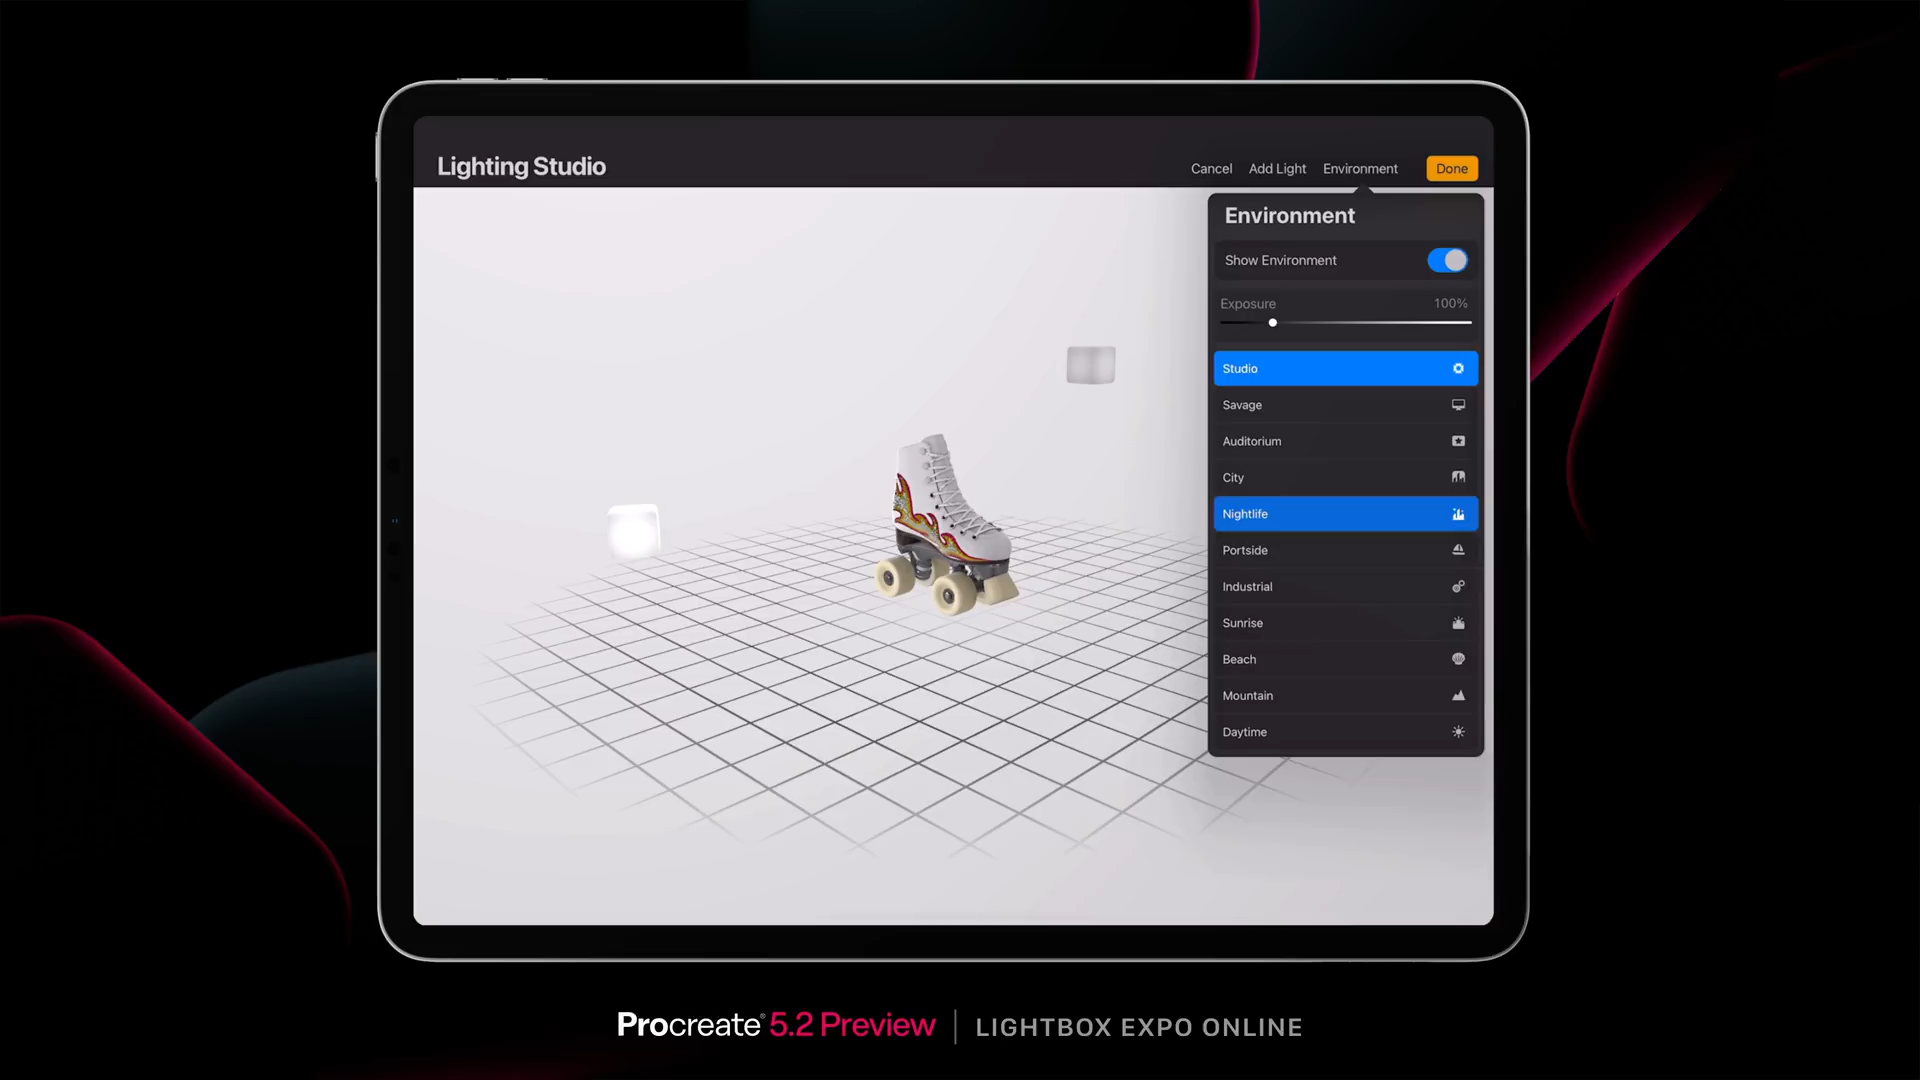 Lighting Studio
Cancel Add Light Environment Done
Environment
Show Environment
Exposure 100%
Studio
Savage
Auditorium
City
Nightlife
Portside
Industrial
Sunrise
Beach
Mountain
Daytime
Procreate® 5.2 Preview | LIGHTBOX EXPO ONLINE